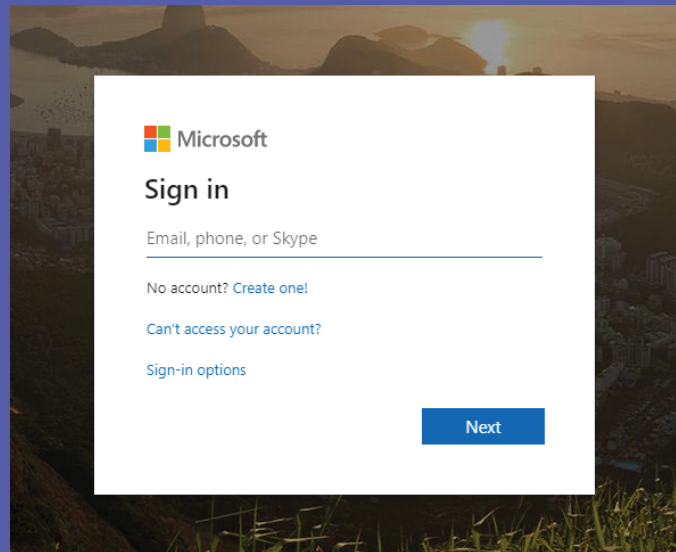 Microsoft
Sign in
Email, phone, or Skype
No account? Create one!
Can't access your account?
Sign-in options
Next